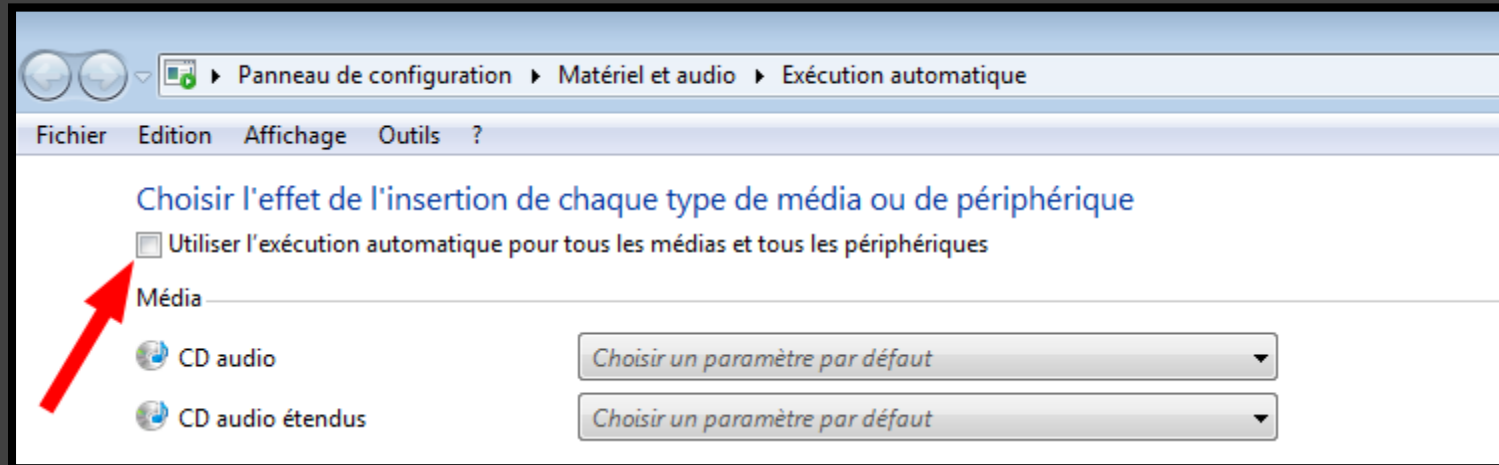 Panneau de configuration ▸ Matériel et audio ▸ Exécution automatique
Fichier Edition Affichage Outils ?
Choisir l'effet de l'insertion de chaque type de média ou de périphérique
Utiliser l'exécution automatique pour tous les médias et tous les périphériques
Média
CD audio Choisir un paramètre par défaut
CD audio étendus Choisir un paramètre par défaut